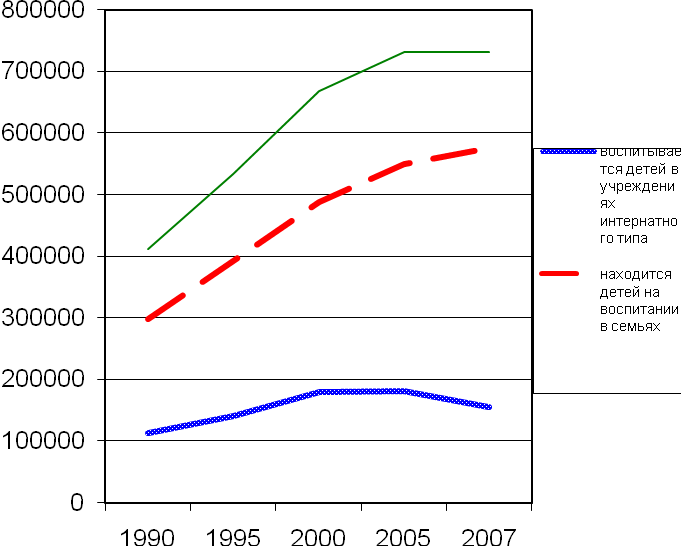 800000
700000
600000
500000
400000
300000
200000
100000
0
1990 1995 2000 2005 2007
воспитывае
тся детей в
учреждени
ях
интернатно
го типа
находится
детей на
воспитании
в семьях